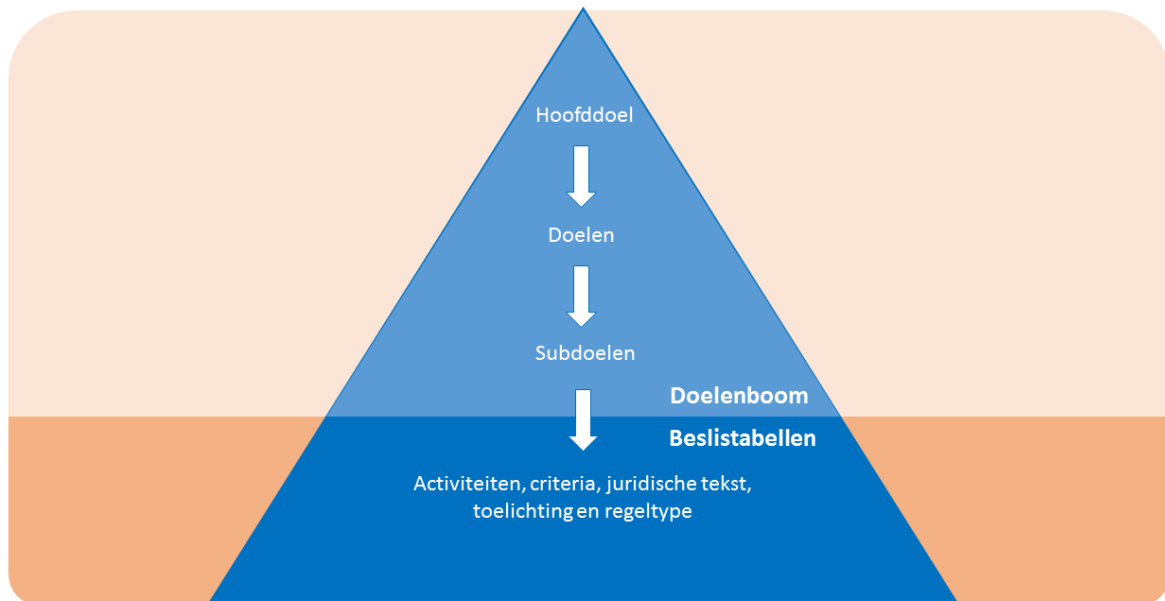 Hoofddoel
Doelen
Subdoelen
Doelenboom
Beslistabellen
Activiteiten, criteria, juridische tekst,
toelichting en regeltype